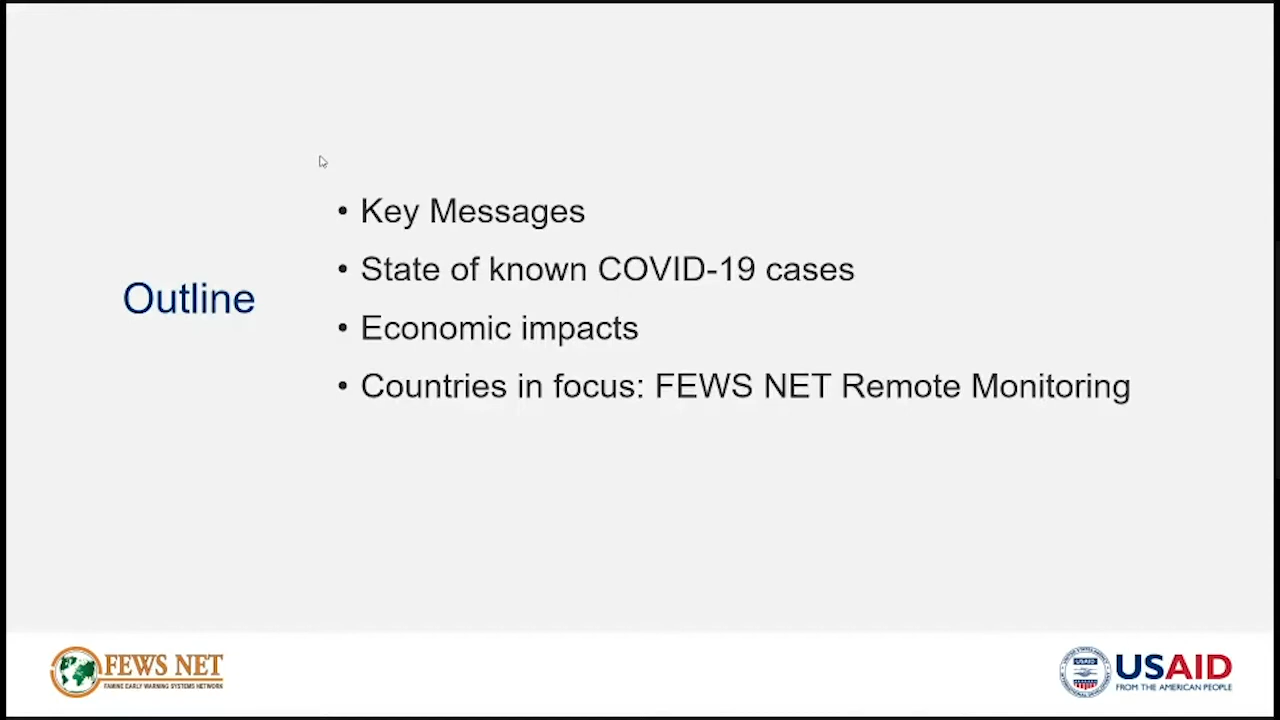 Outline
• Key Messages
• State of known COVID-19 cases
• Economic impacts
• Countries in focus: FEWS NET Remote Monitoring
FEWS NET
FAMINE EARLY WARNING SYSTEMS NETWORK
USAID
USAID
FROM THE AMERICAN PEOPLE